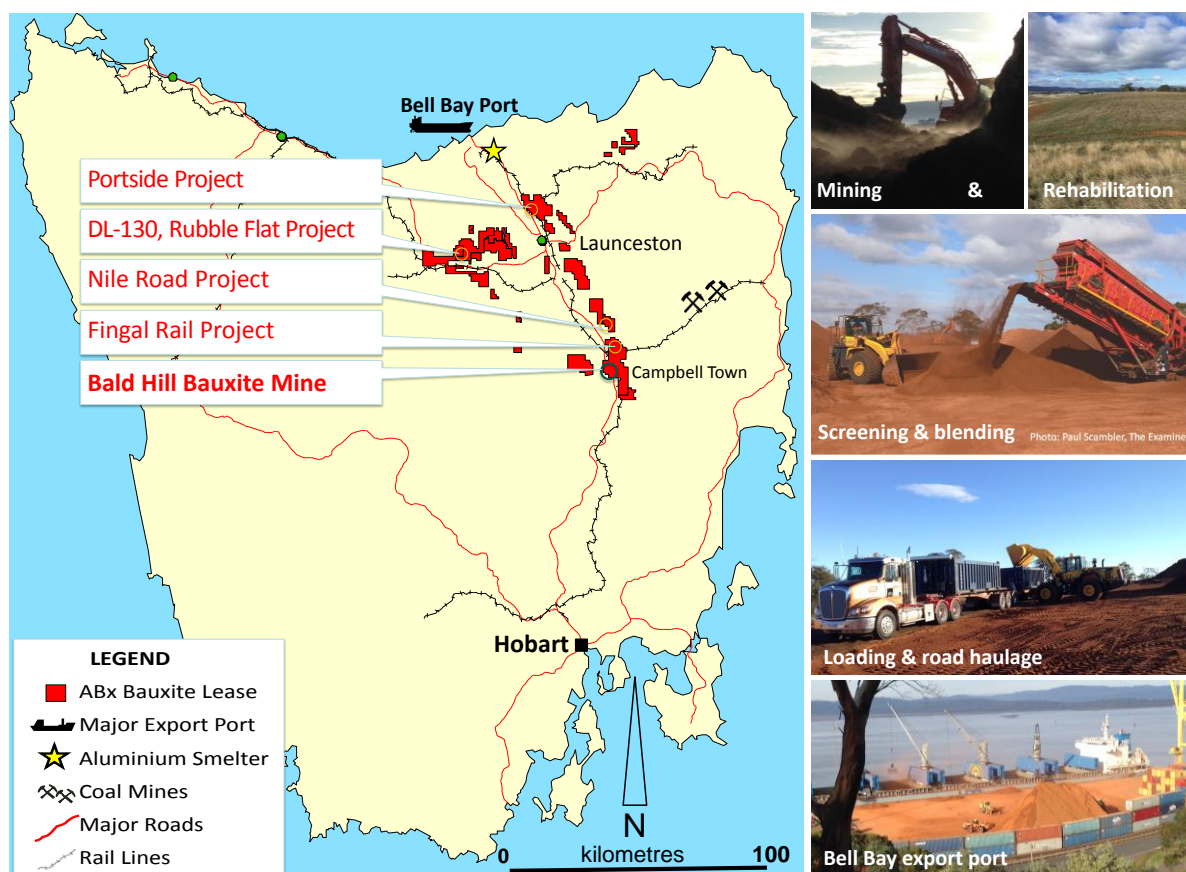 Bell Bay Port
Portside Project
DL-130, Rubble Flat Project
Nile Road Project
Fingal Rail Project
Bald Hill Bauxite Mine
Launceston
Campbell Town
Hobart
LEGEND
ABx Bauxite Lease
Major Export Port
Aluminium Smelter
Coal Mines
Major Roads
Rail Lines
N
0 kilometres 100
Mining & Rehabilitation
Screening & blending Photo: Paul Scambler, The Examine
Loading & road haulage
Bell Bay export port